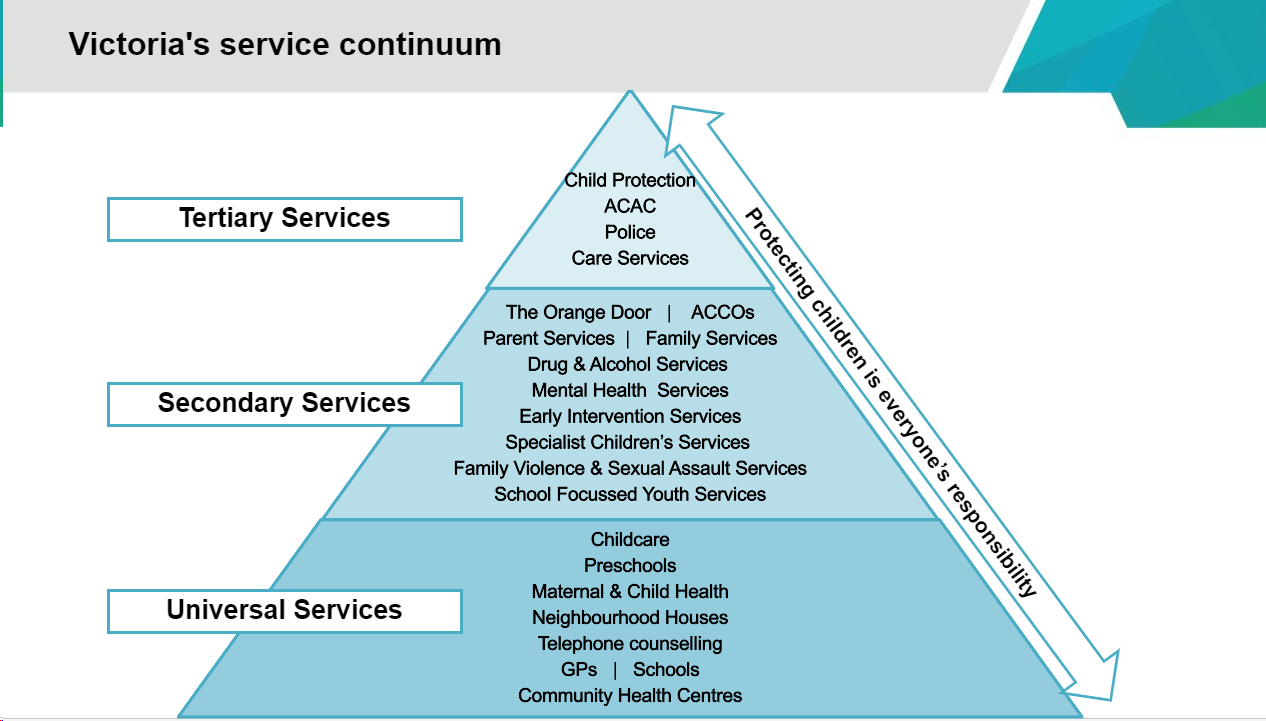 Victoria's service continuum
Tertiary Services
Child Protection
ACAC
Police
Care Services
Secondary Services
The Orange Door | ACCOs
Parent Services | Family Services
Drug & Alcohol Services
Mental Health Services
Early Intervention Services
Specialist Children’s Services
Family Violence & Sexual Assault Services
School Focussed Youth Services
Universal Services
Childcare
Preschools
Maternal & Child Health
Neighbourhood Houses
Telephone counselling
GPs | Schools
Community Health Centres
Protecting children is everyone’s responsibility